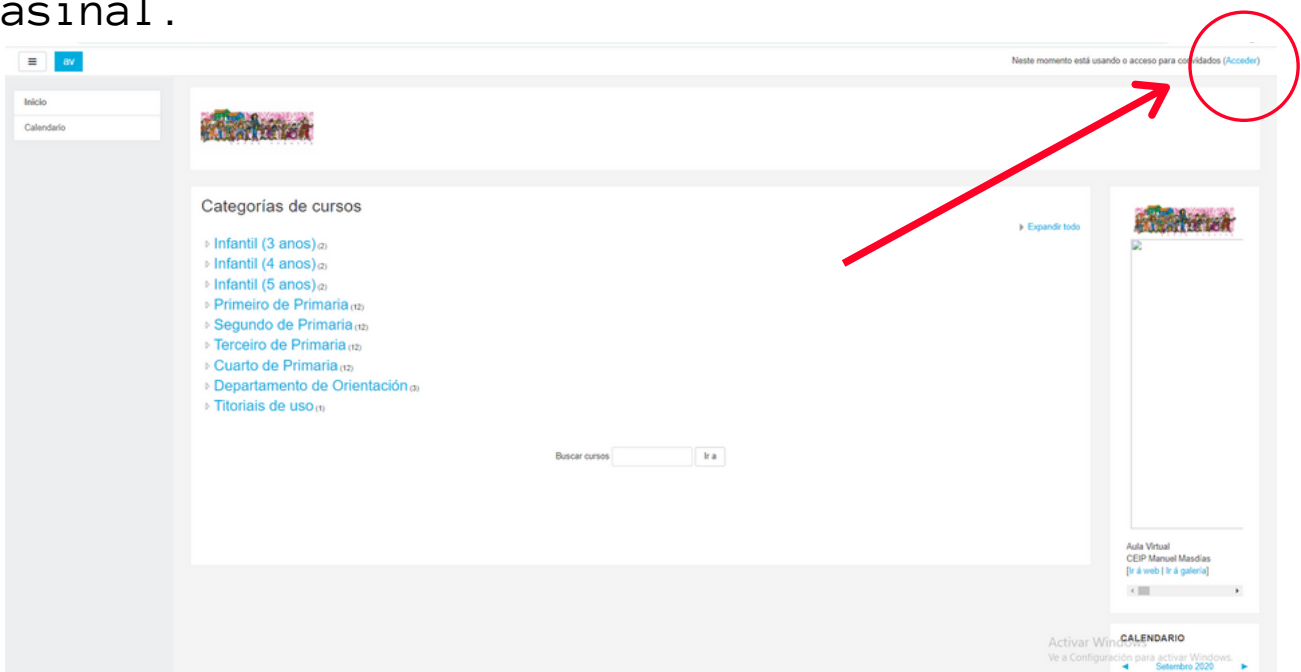 asinal.
av
Neste momento está usando o acceso para convidados (Acceder)
Inicio
Calendario
Categorías de cursos
Expandir todo
Infantil (3 anos) (2)
Infantil (4 anos) (2)
Infantil (5 anos) (2)
Primeiro de Primaria (12)
Segundo de Primaria (12)
Terceiro de Primaria (12)
Cuarto de Primaria (12)
Departamento de Orientación (3)
Titoriais de uso (1)
Buscar cursos
Ir a
Aula Virtual
CEIP Manuel Masdías
[Ir á web | Ir á galería]
CALENDARIO
Setembro 2020
Activar Windows
Ve a Configuración para activar Windows.